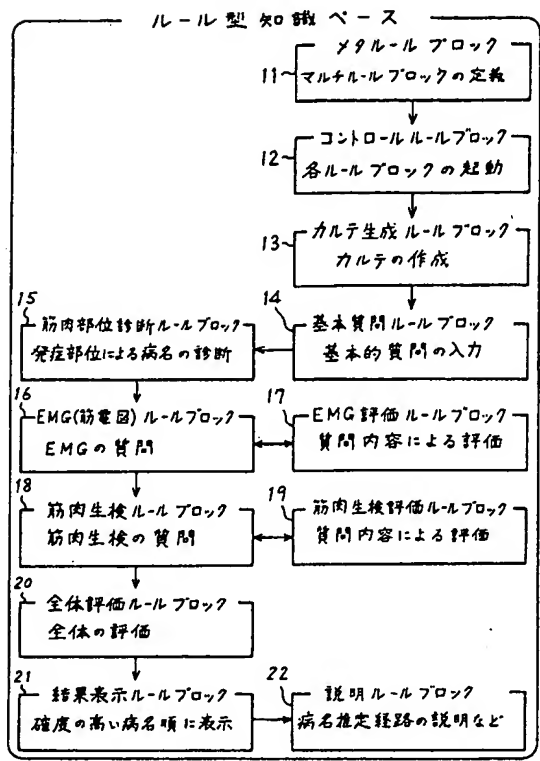 ルール型知識ベース
メタルールブロック
11
マルチルールブロックの定義
コントロールルールブロック
12
各ルールブロックの起動
カルテ生成ルールブロック
13
カルテの作成
15
筋肉部位診断ルールブロック
発症部位による病名の診断
14
基本質問ルールブロック
基本的質問の入力
16
EMG(筋電図)ルールブロック
EMGの質問
17
EMG評価ルールブロック
質問内容による評価
18
筋肉生検ルールブロック
筋肉生検の質問
19
筋肉生検評価ルールブロック
質問内容による評価
20
全体評価ルールブロック
全体の評価
21
結果表示ルールブロック
確度の高い病名順に表示
22
説明ルールブロック
病名推定経路の説明など